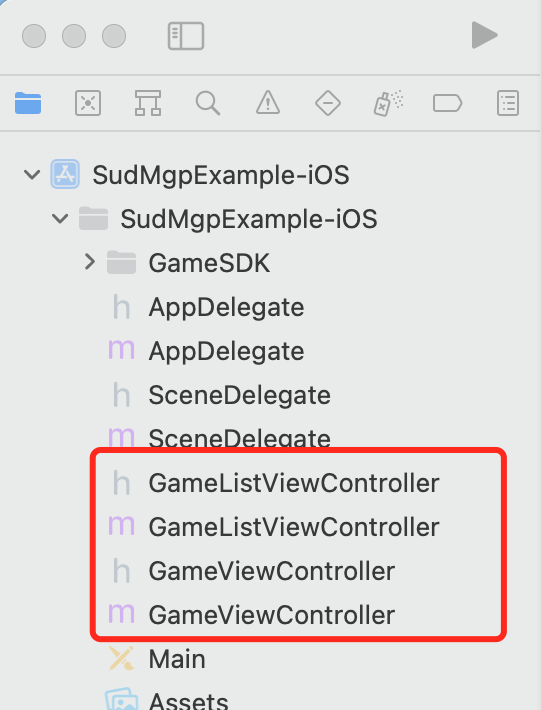 SudMgpExample-iOS
SudMgpExample-iOS
GameSDK
h AppDelegate
m AppDelegate
h SceneDelegate
m SceneDelegate
h GameListViewController
m GameListViewController
h GameViewController
m GameViewController
Main
Assets